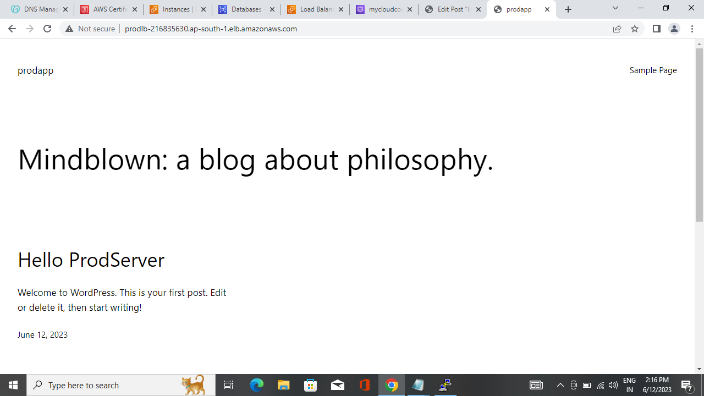 DNS Manag
AWS Certifi
Instances |
Databases -
Load Balan
mycloudco
Edit Post "I
prodapp
Not secure | prodlb-216835630.ap-south-1.elb.amazonaws.com
prodapp
Sample Page
Mindblown: a blog about philosophy.
Hello ProdServer
Welcome to WordPress. This is your first post. Edit
or delete it, then start writing!
June 12, 2023
Type here to search
ENG
IN
2:16 PM
6/12/2023